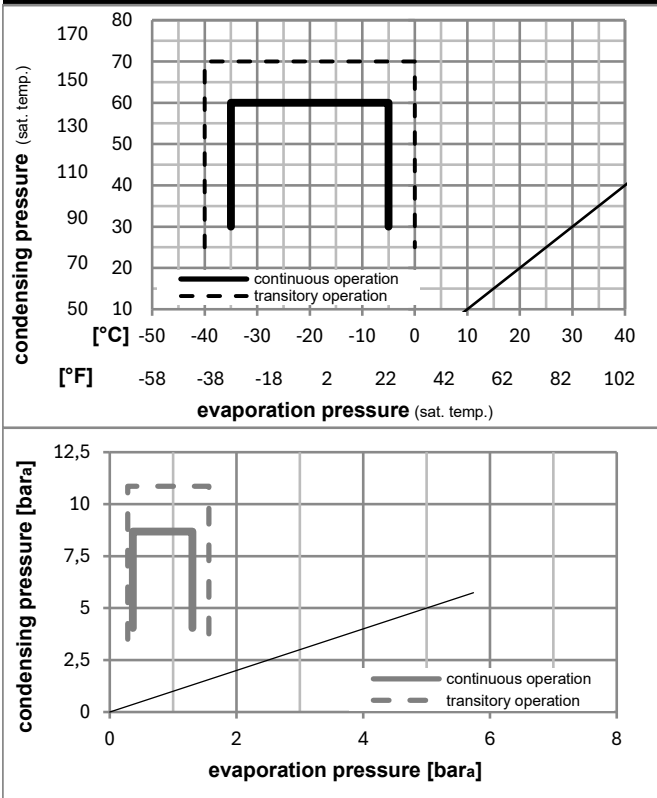 170 80
70
150
60
130
50
110
40
90
30
70
20
50 10
condensing pressure (sat. temp.)
continuous operation
transitory operation
[°C] -50 -40 -30 -20 -10 0 10 20 30 40
[°F] -58 -38 -18 2 22 42 62 82 102
evaporation pressure (sat. temp.)
12,5
10
7,5
5
2,5
0
condensing pressure [bara]
continuous operation
transitory operation
0 2 4 6 8
evaporation pressure [bara]